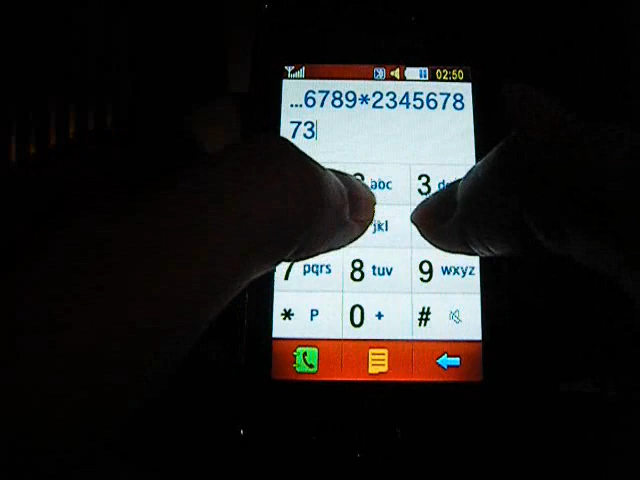 02:50
...6789*2345678
73
abc
3
jkl
7 pqrs 8 tuv 9 wxyz
* P 0 + #